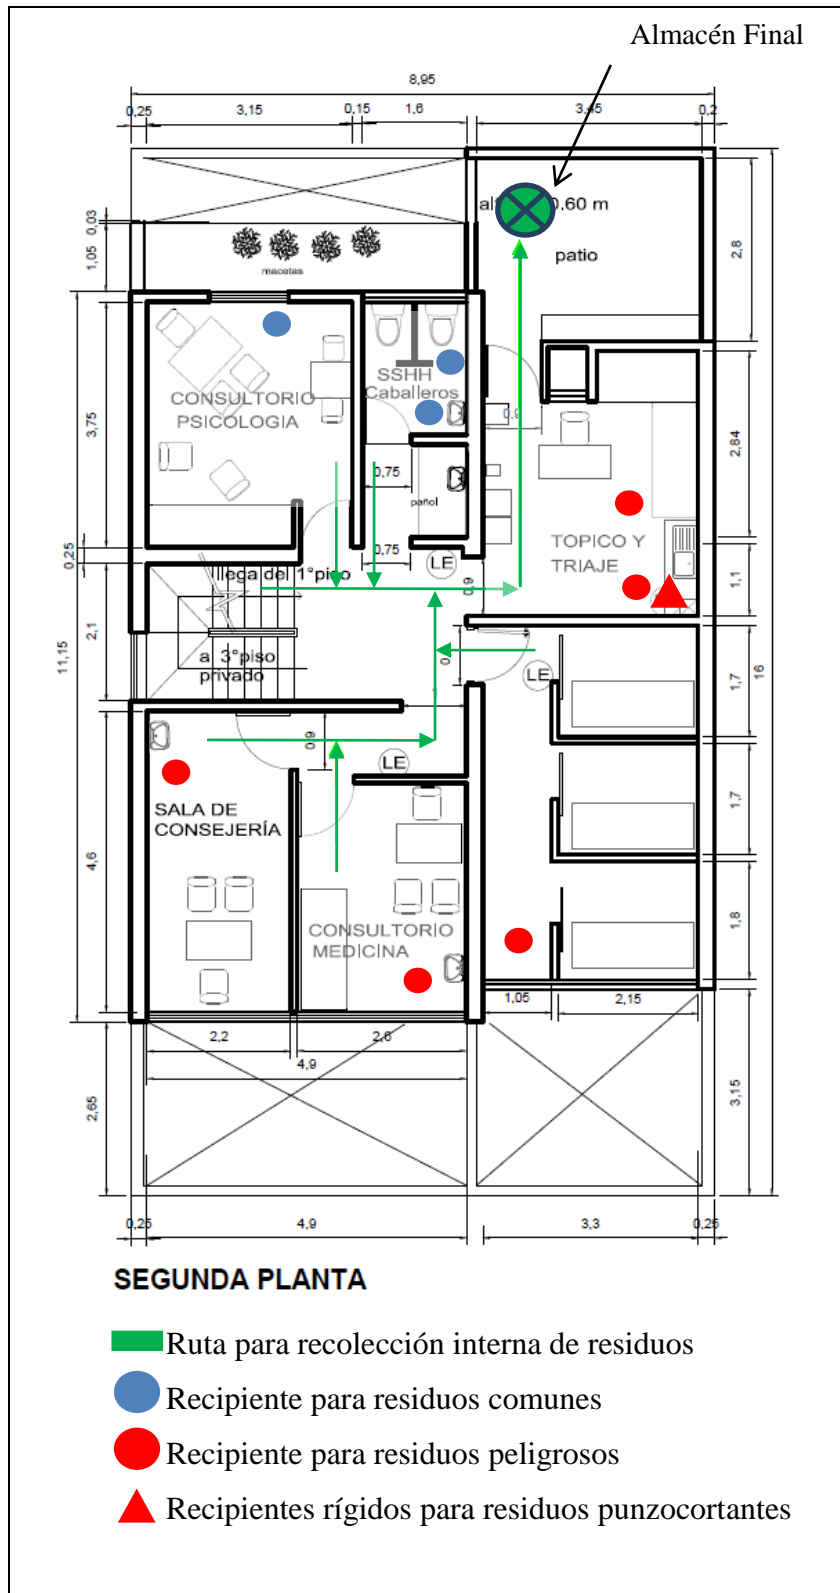 Almacén Final
8,95
0,25
3,15
0,15
1,6
3,45
0,2
0,03
1,05
al
0.60 m
patio
2,8
macetas
11,15
3,75
CONSULTORIO
PSICOLOGIA
SSHH
Caballeros
0,75
pañol
0,75
LE
0,9
TOPICO Y
TRIAJE
2,84
1,1
16
0,25
2,1
llega del 1°piso
al 3°piso
privado
0,9
LE
1,7
0,9
LE
SALA DE
CONSEJERÍA
4,6
CONSULTORIO
MEDICINA
1,7
1,8
1,05
2,15
2,2
2,6
4,9
2,65
3,15
0,25
4,9
3,3
0,25
SEGUNDA PLANTA
Ruta para recolección interna de residuos
Recipiente para residuos comunes
Recipiente para residuos peligrosos
Recipientes rígidos para residuos punzocortantes